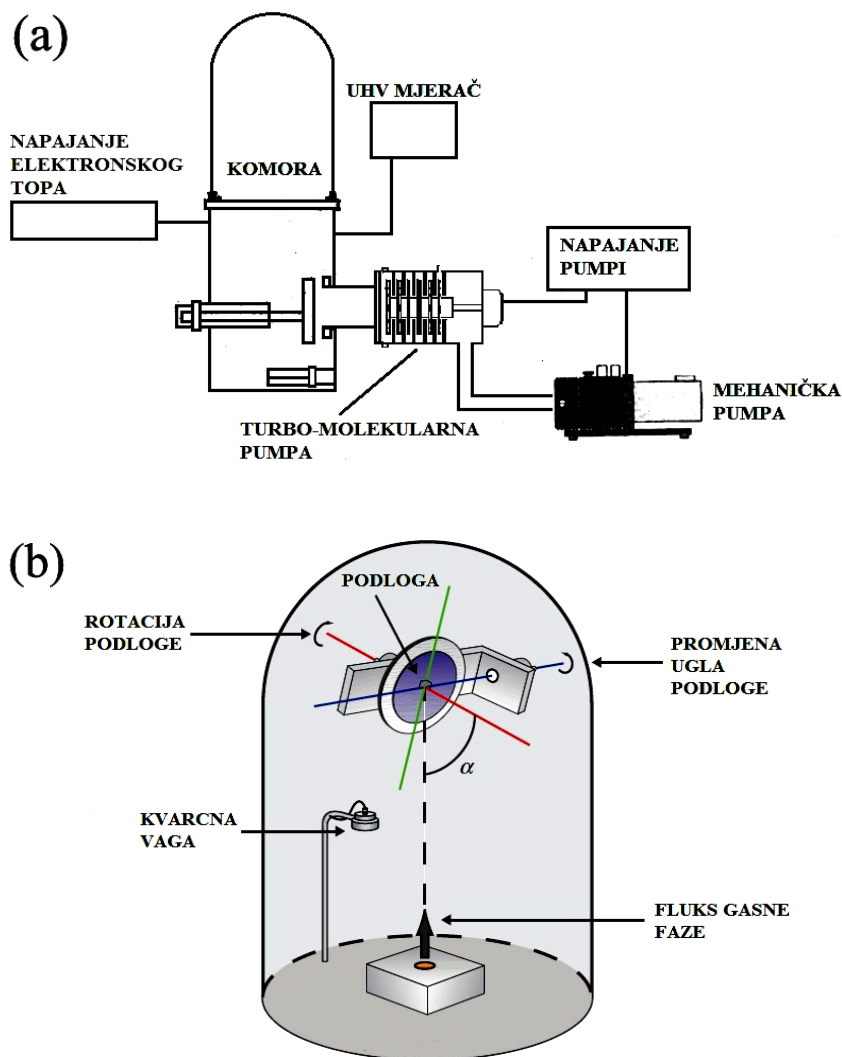 (a)
UHV MJERAČ
NAPAJANJE
ELEKTRONSKOG
TOPA
KOMORA
NAPAJANJE
PUMPI
MEHANIČKA
PUMPA
TURBO-MOLEKULARNA
PUMPA
(b)
PODLOGA
ROTACIJA
PODLOGE
PROMJENA
UGLA
PODLOGE
α
KVARCNA
VAGA
FLUKS GASNE
FAZE